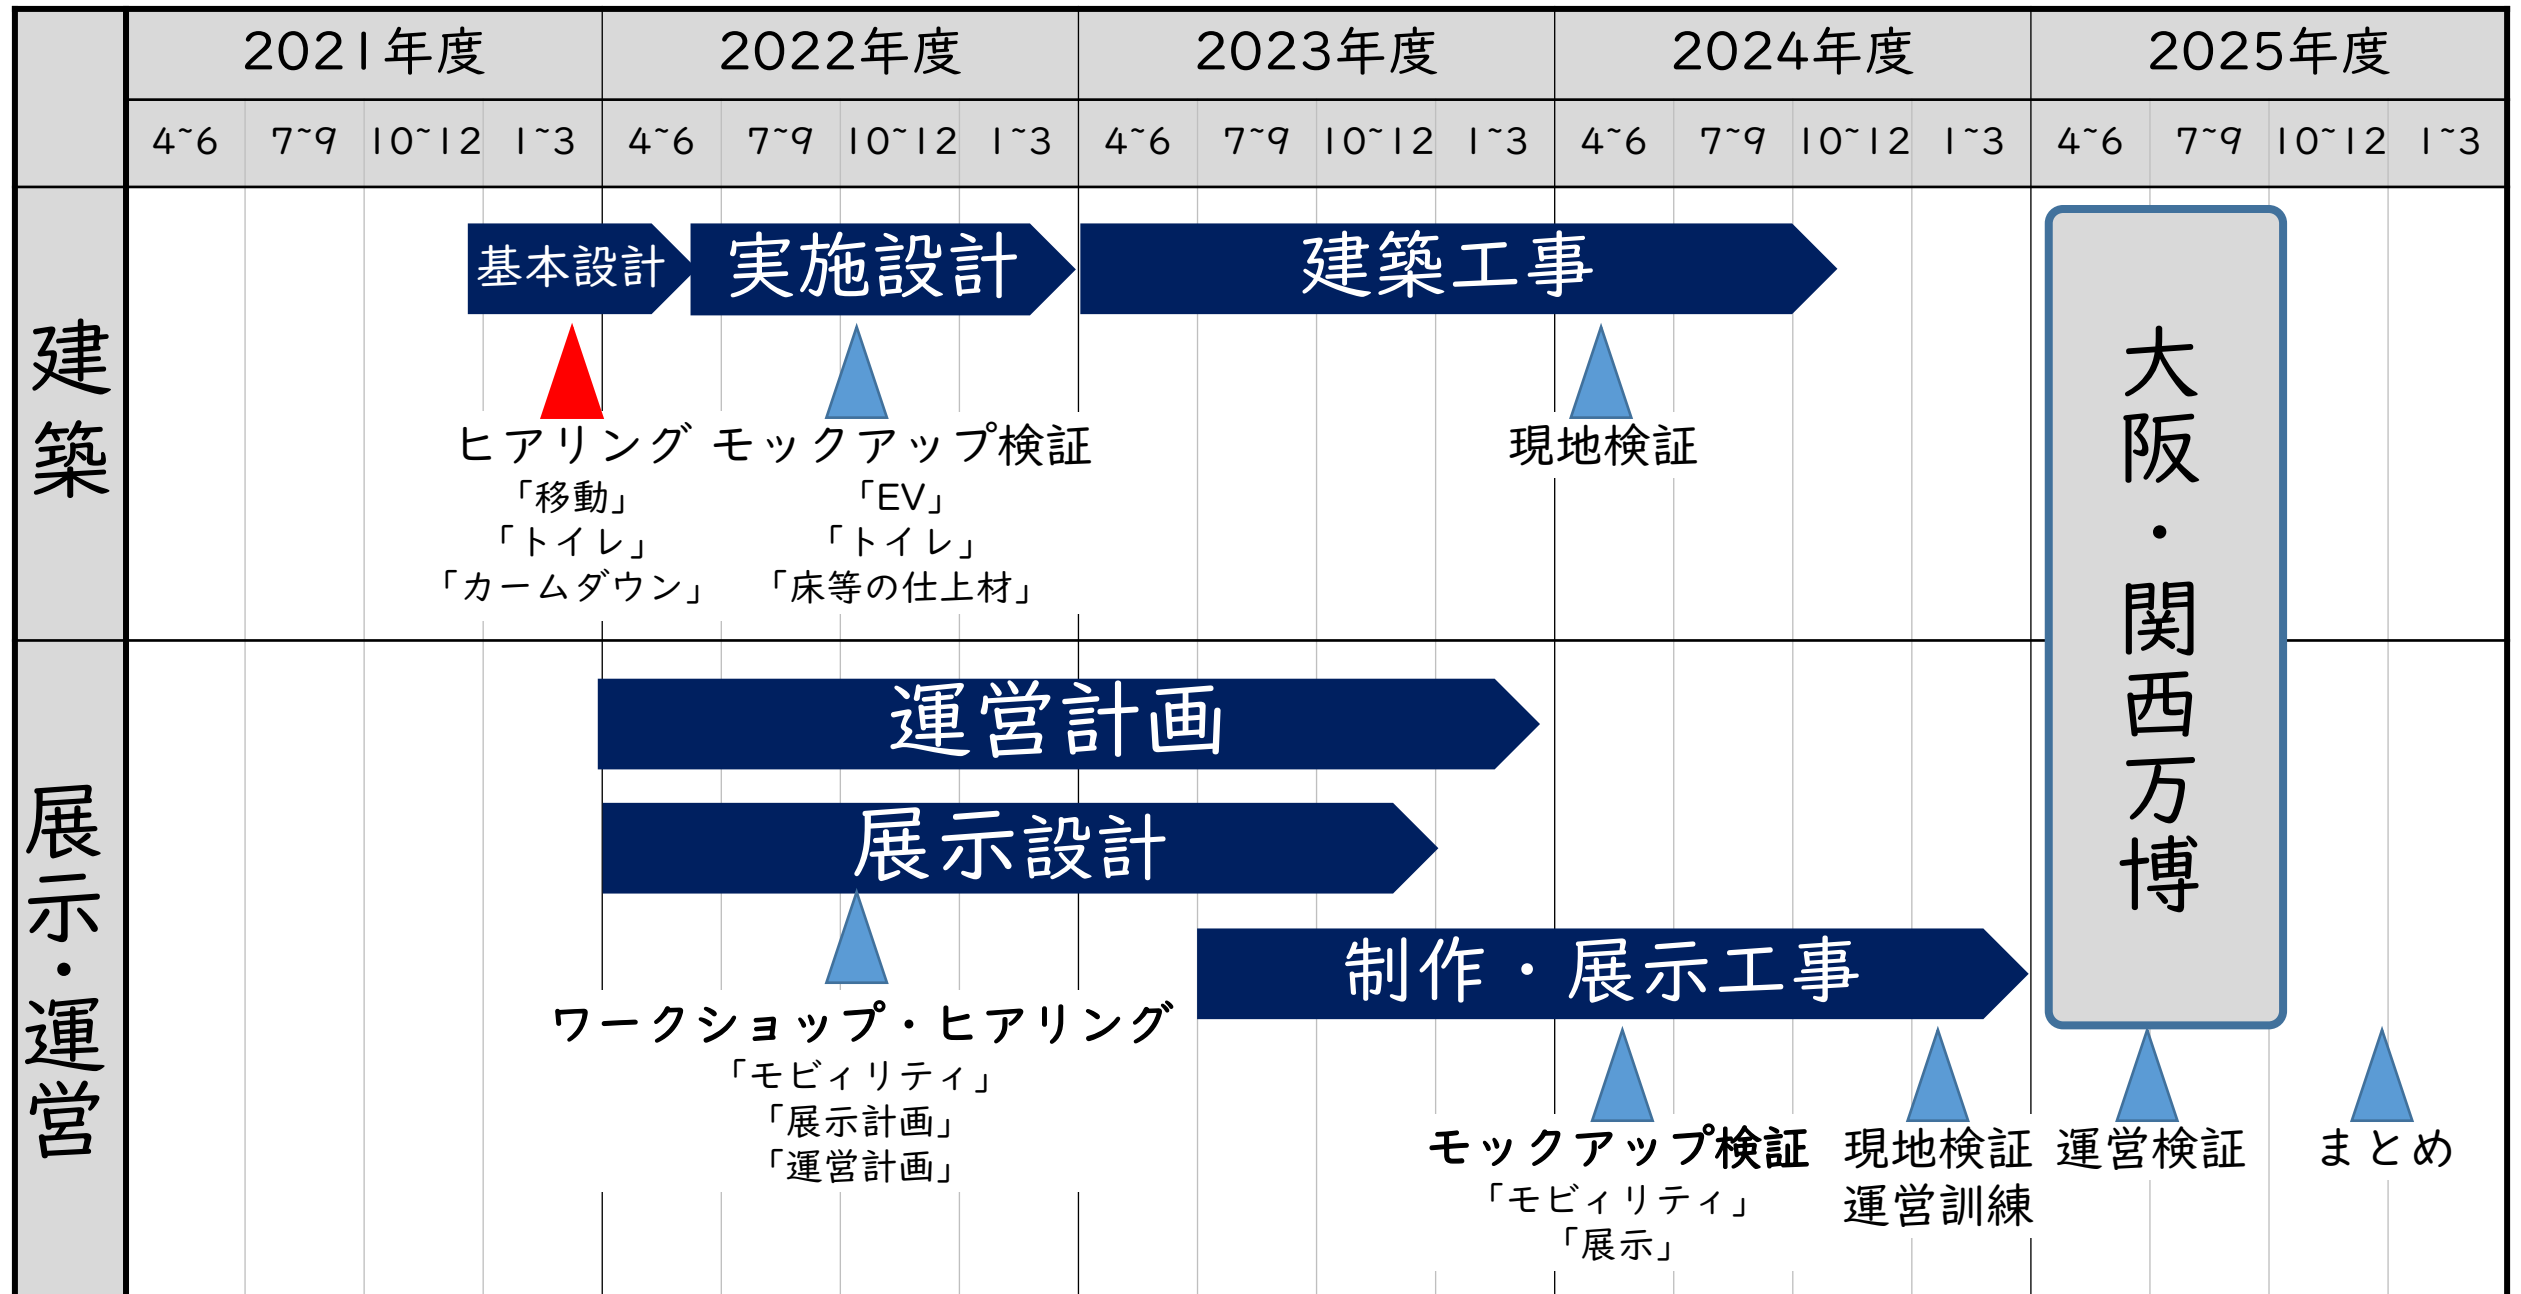 2021年度 2022年度 2023年度 2024年度 2025年度
4~6 7~9 10~12 1~3 4~6 7~9 10~12 1~3 4~6 7~9 10~12 1~3 4~6 7~9 10~12 1~3 4~6 7~9 10~12 1~3
建築
基本設計 実施設計 建築工事
ヒアリング
「移動」
「トイレ」
「カームダウン」
モックアップ検証
「EV」
「トイレ」
「床等の仕上材」
現地検証
大阪・関西万博
展示・運営
運営計画
展示設計
制作・展示工事
ワークショップ・ヒアリング
「モビィリティ」
「展示計画」
「運営計画」
モックアップ検証
「モビィリティ」
「展示」
現地検証
運営訓練
運営検証
まとめ